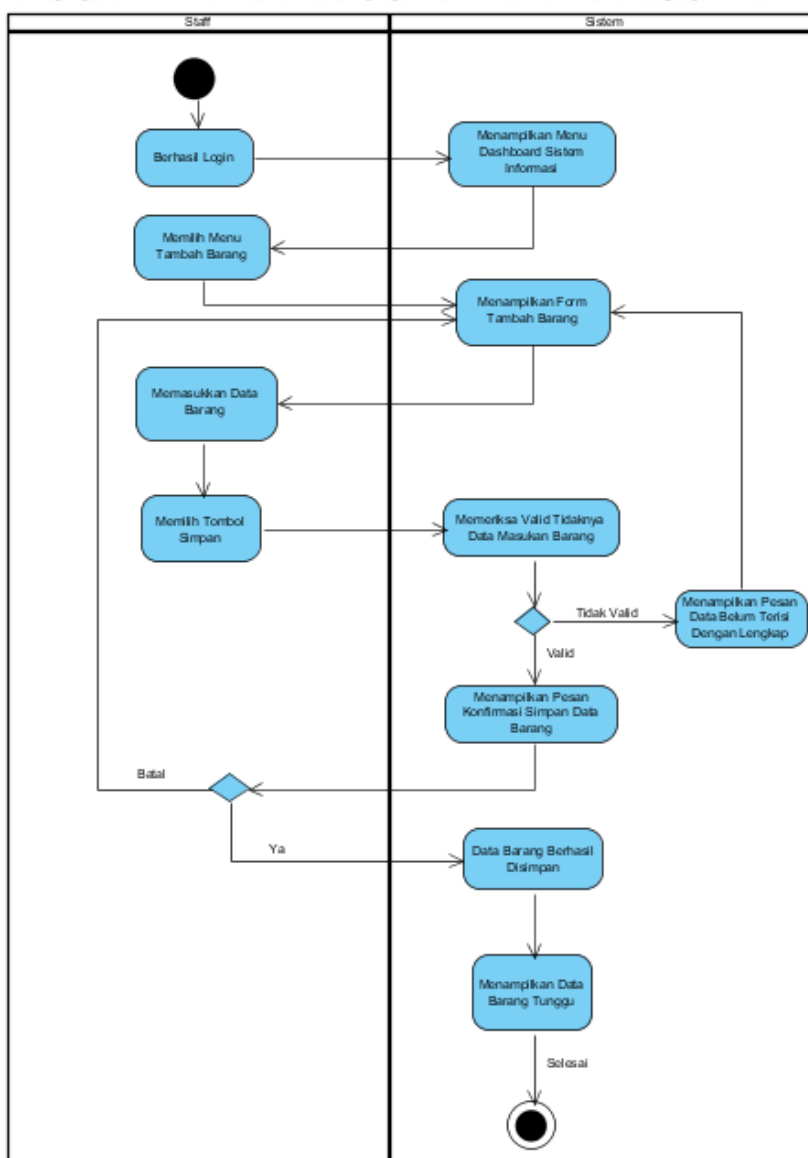 Staff
Sistem
Berhasil Login
Menampilkan Menu
Dashboard Sistem
Informasi
Memilih Menu
Tambah Barang
Menampilkan Form
Tambah Barang
Memasukkan Data
Barang
Memilih Tombol
Simpan
Memeriksa Valid Tidaknya
Data Masukan Barang
Tidak Valid
Menampilkan Pesan
Data Belum Terisi
Dengan Lengkap
Valid
Menampilkan Pesan
Konfirmasi Simpan Data
Barang
Batal
Ya
Data Barang Berhasil
Disimpan
Menampilkan Data
Barang Tunggu
Selesai